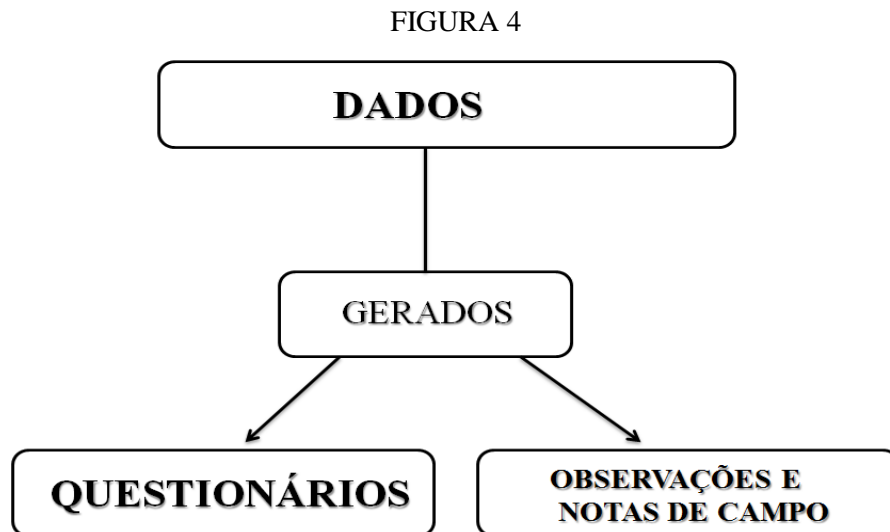 FIGURA 4
DADOS
GERADOS
QUESTIONÁRIOS
OBSERVAÇÕES E
NOTAS DE CAMPO